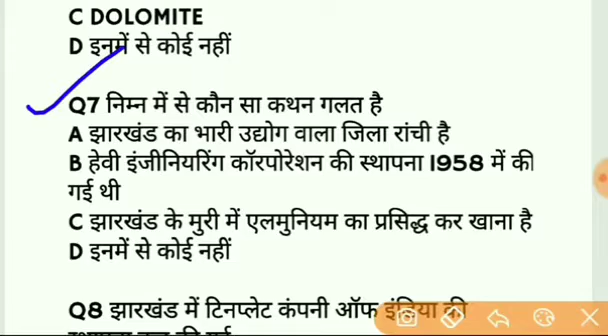 C DOLOMITE
D इनमें से कोई नहीं
Q7 निम्न में से कौन सा कथन गलत है
A झारखंड का भारी उद्योग वाला जिला रांची है
B हेवी इंजीनियरिंग कॉरपोरेशन की स्थापना 1958 में की
गई थी
C झारखंड के मुरी में एलमुनियम का प्रसिद्ध कर खाना है
D इनमें से कोई नहीं
Q8 झारखंड में टिनप्लेट कंपनी ऑफ इंडिया की